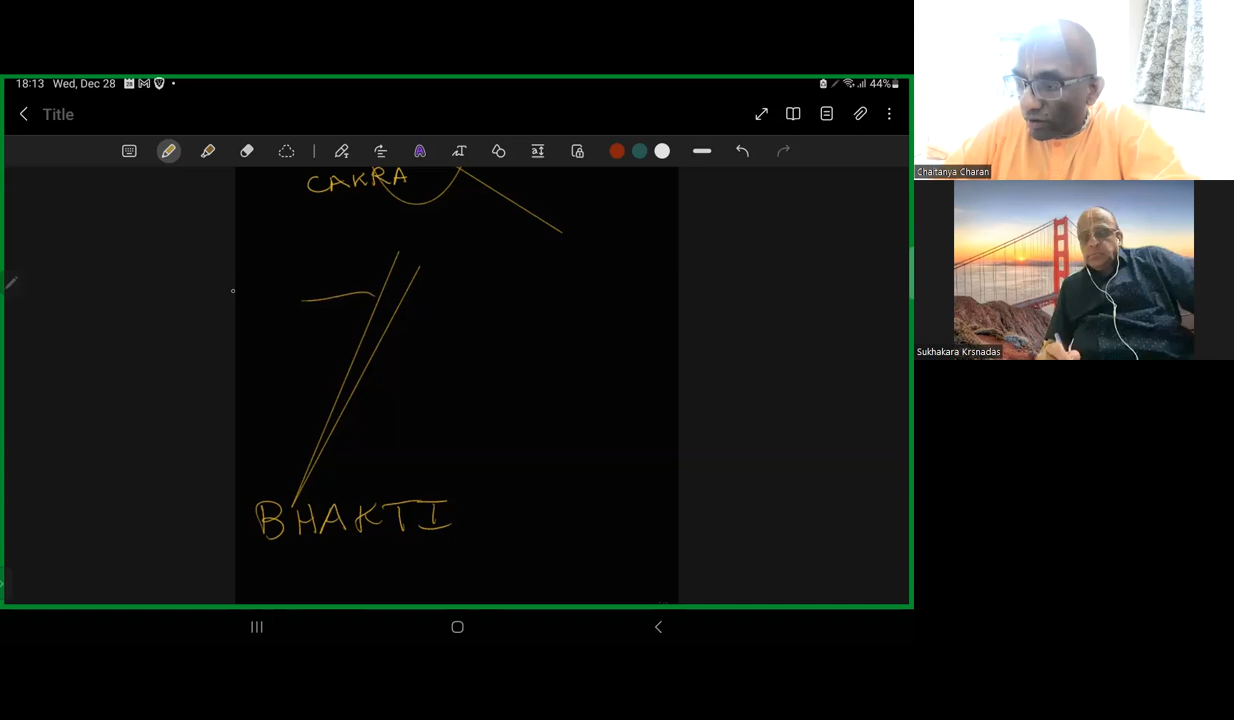 18:13 Wed, Dec 28
44%
Title
CAKRA
BHAKTI
Chaitanya Charan
Sukhakara Krsnadas